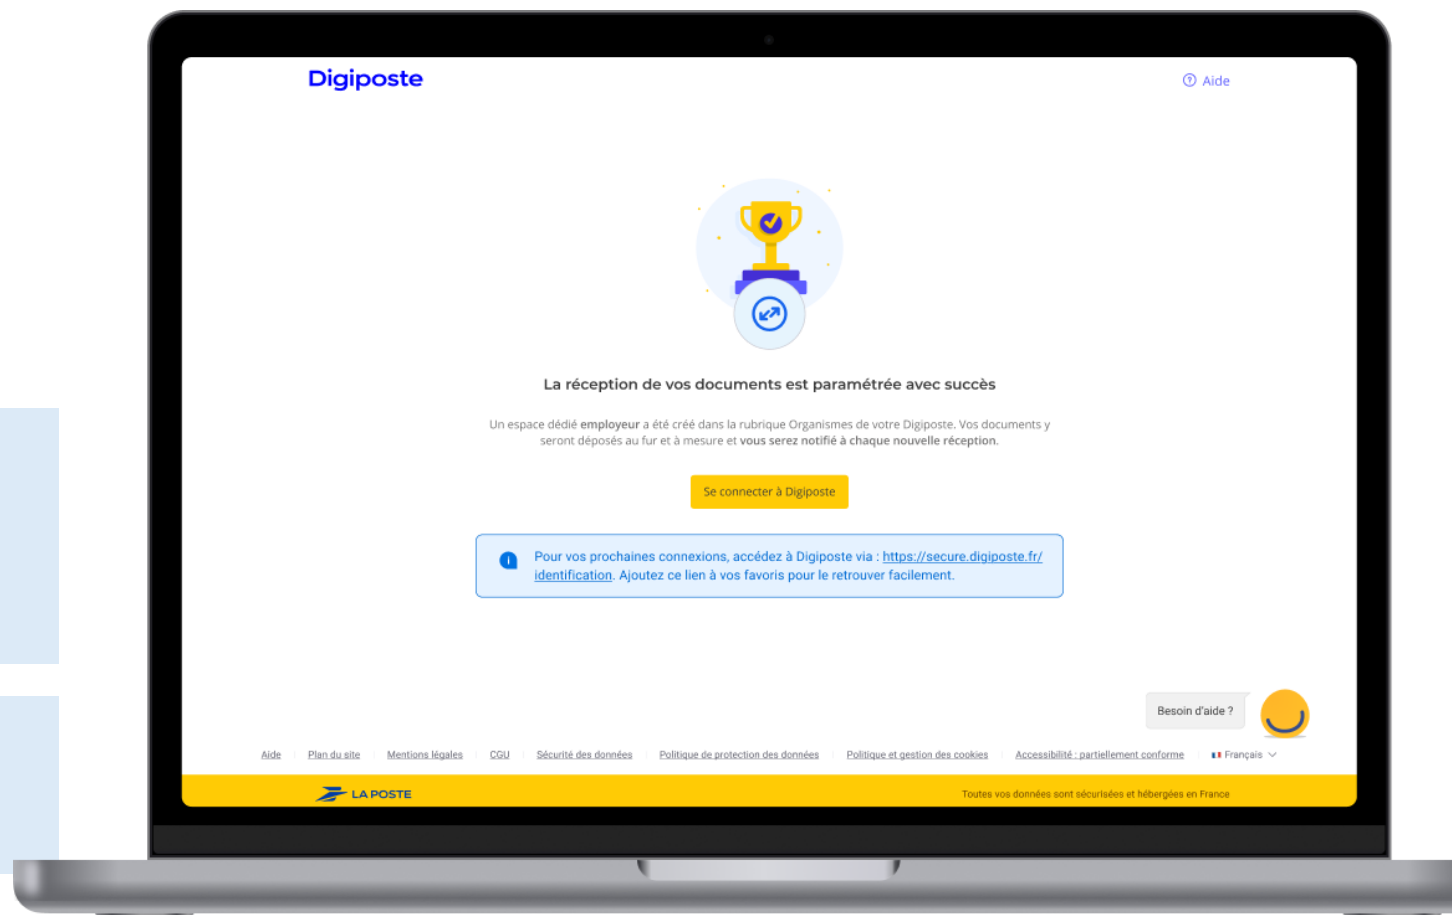 Digiposte
Aide
La réception de vos documents est paramétrée avec succès
Un espace dédié employeur a été créé dans la rubrique Organismes de votre Digiposte. Vos documents y
seront déposés au fur et à mesure et vous serez notifié à chaque nouvelle réception.
Se connecter à Digiposte
Pour vos prochaines connexions, accédez à Digiposte via : https://secure.digiposte.fr/
identification. Ajoutez ce lien à vos favoris pour le retrouver facilement.
Besoin d'aide ?
Aide Plan du site Mentions légales CGU Sécurité des données Politique de protection des données Politique et gestion des cookies Accessibilité : partiellement conforme Français
LA POSTE Toutes vos données sont sécurisées et hébergées en France